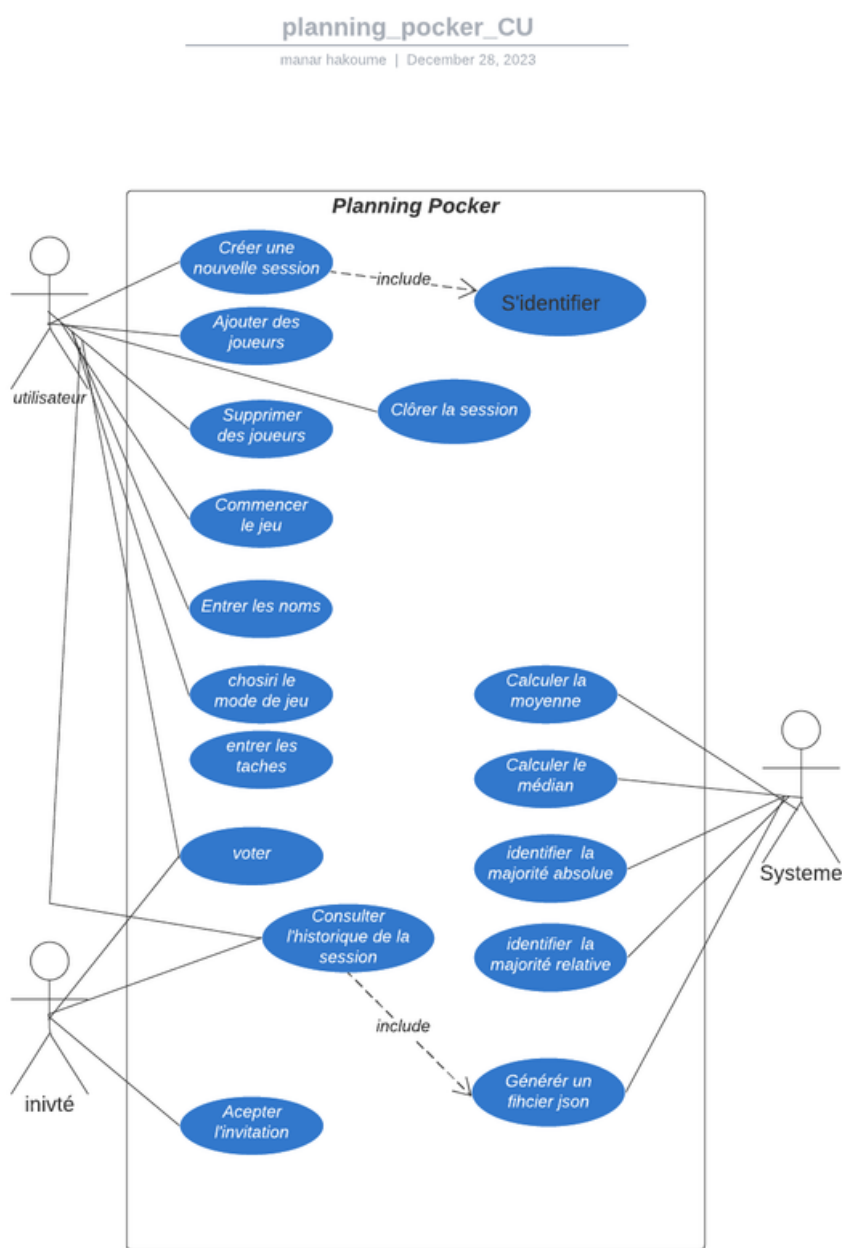 planning_pocker_CU
manar hakoume | December 28, 2023
Planning Pocker
Créer une
nouvelle session
include
S'identifier
Ajouter des
joueurs
utilisateur
Clôrer la session
Supprimer
des joueurs
Commencer
le jeu
Entrer les noms
chosiri le
mode de jeu
Calculer la
moyenne
entrer les
taches
Calculer le
médian
voter
identifier la
majorité absolue
Systeme
Consulter
l'historique de la
session
identifier la
majorité relative
include
inivté
Générér un
fihcier json
Acepter
l'invitation